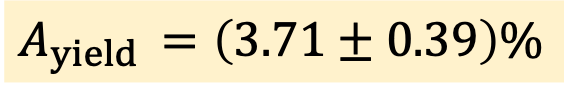 A_yield = (3.71 ± 0.39)%